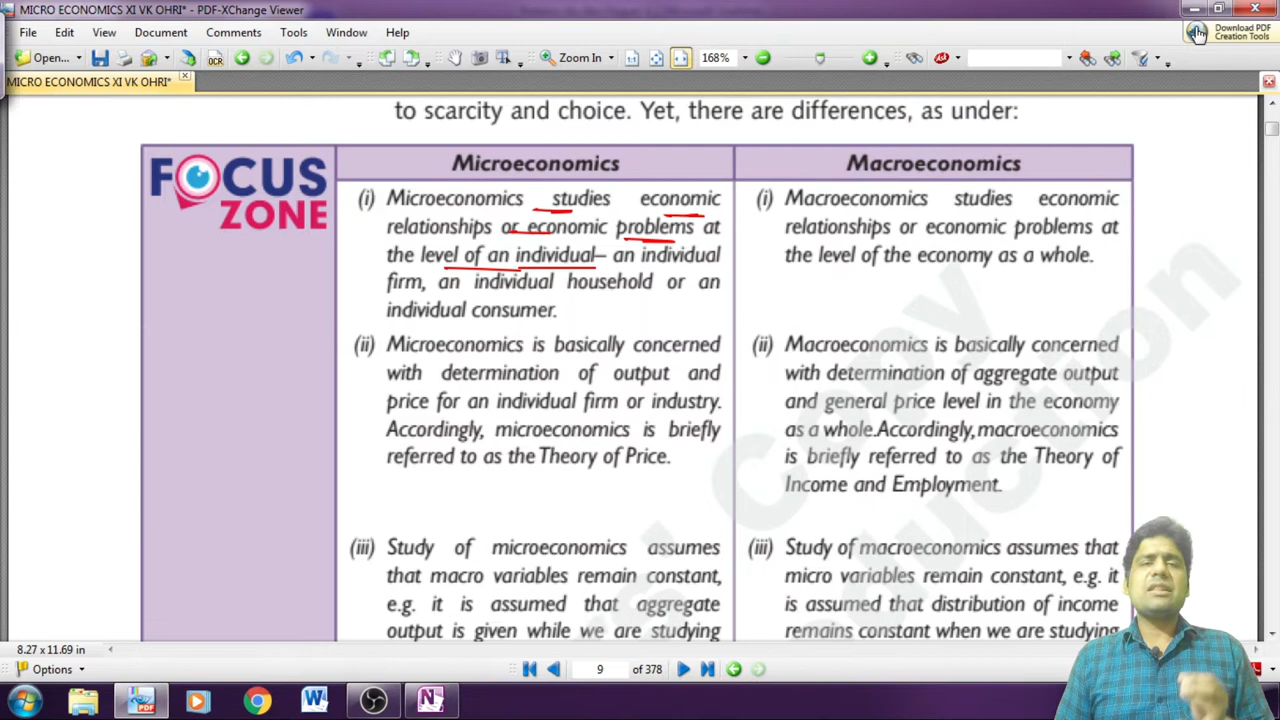 MICRO ECONOMICS XI VK OHRI* - PDF-XChange Viewer
File Edit View Document Comments Tools Window Help
Download PDF
Creation Tools
Open...
OCR
Zoom In
168%
MICRO ECONOMICS XI VK OHRI*
to scarcity and choice. Yet, there are differences, as under:
FOCUS
ZONE
Microeconomics
(i) Microeconomics studies economic
relationships or economic problems at
the level of an individual– an individual
firm, an individual household or an
individual consumer.
(ii) Microeconomics is basically concerned
with determination of output and
price for an individual firm or industry.
Accordingly, microeconomics is briefly
referred to as the Theory of Price.
(iii) Study of microeconomics assumes
that macro variables remain constant,
e.g. it is assumed that aggregate
output is given while we are studying
Macroeconomics
(i) Macroeconomics studies economic
relationships or economic problems at
the level of the economy as a whole.
(ii) Macroeconomics is basically concerned
with determination of aggregate output
and general price level in the economy
as a whole. Accordingly, macroeconomics
is briefly referred to as the Theory of
Income and Employment.
(iii) Study of macroeconomics assumes that
micro variables remain constant, e.g. it
is assumed that distribution of income
remains constant when we are studying
8.27 x 11.69 in
Options
9 of 378